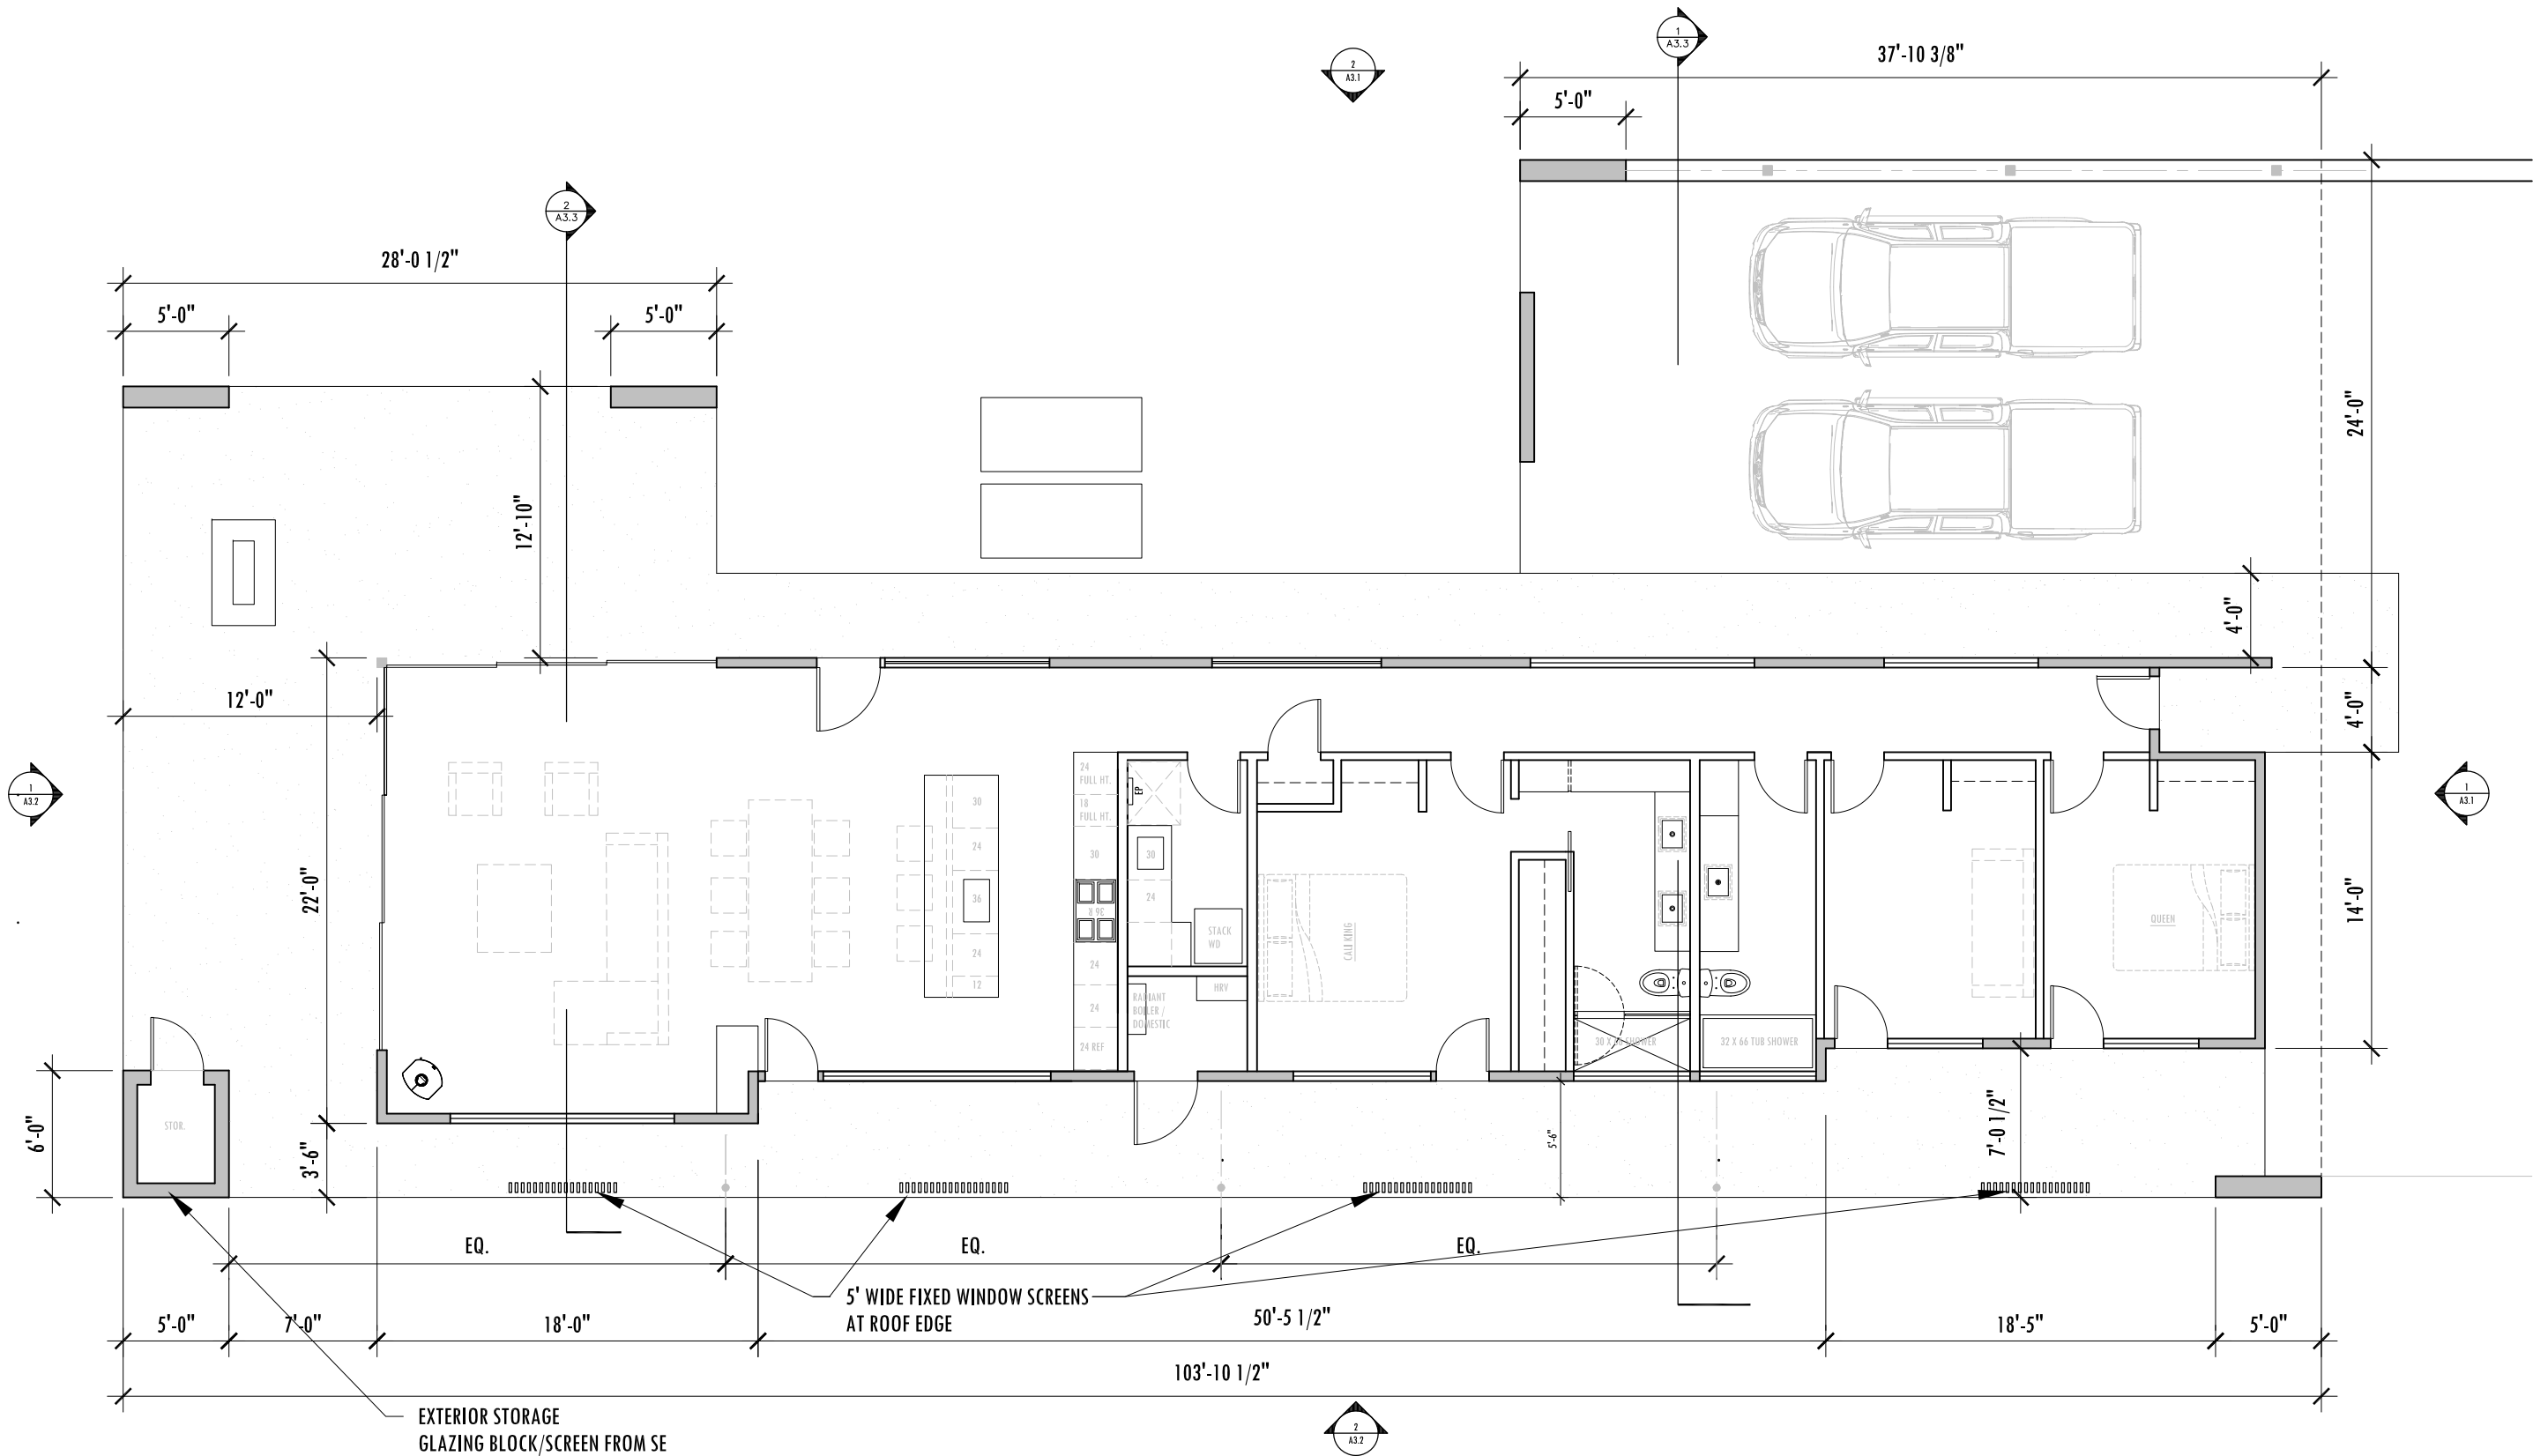 1
A3.3
2
A3.1
37'-10 3/8"
5'-0"
2
A3.3
28'-0 1/2"
5'-0"
5'-0"
24'-0"
12'-10"
4'-0"
12'-0"
4'-0"
24
FULL HT.
18
FULL HT.
EP
30
24
36
24
12
30
24
24
24 REF
30
24
STACK
WD
HRV
RADIANT
BOILER /
DOMESTIC
CALI KING
QUEEN
1
A3.2
1
A3.1
22'-0"
14'-0"
32 X 66 TUB SHOWER
STOR.
6'-0"
3'-6"
5'-6"
7'-0 1/2"
EQ.
EQ.
EQ.
5' WIDE FIXED WINDOW SCREENS
AT ROOF EDGE
5'-0"
7'-0"
18'-0"
50'-5 1/2"
18'-5"
5'-0"
103'-10 1/2"
EXTERIOR STORAGE
GLAZING BLOCK/SCREEN FROM SE
2
A3.2